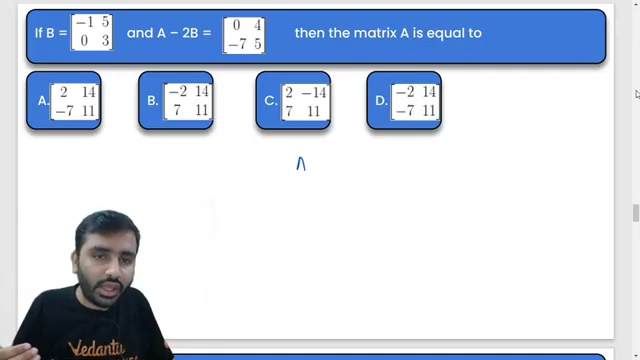 If B = [−1 5 and A − 2B = [0 4 then the matrix A is equal to
0 3] −7 5]
A. [2 14 B. [−2 14 C. [2 −14 D. [−2 14
−7 11] 7 11] 7 11] −7 11]
Λ
Vedantu